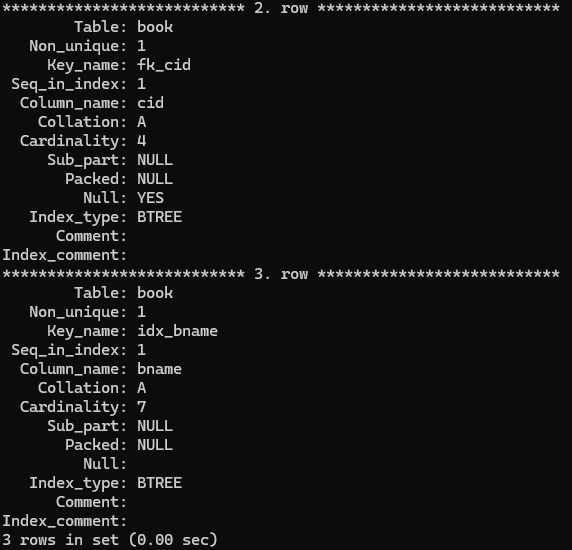 *************************** 2. row ***************************
        Table: book
   Non_unique: 1
     Key_name: fk_cid
 Seq_in_index: 1
  Column_name: cid
    Collation: A
  Cardinality: 4
     Sub_part: NULL
       Packed: NULL
         Null: YES
   Index_type: BTREE
      Comment:
Index_comment:
*************************** 3. row ***************************
        Table: book
   Non_unique: 1
     Key_name: idx_bname
 Seq_in_index: 1
  Column_name: bname
    Collation: A
  Cardinality: 7
     Sub_part: NULL
       Packed: NULL
         Null:
   Index_type: BTREE
      Comment:
Index_comment:
3 rows in set (0.00 sec)